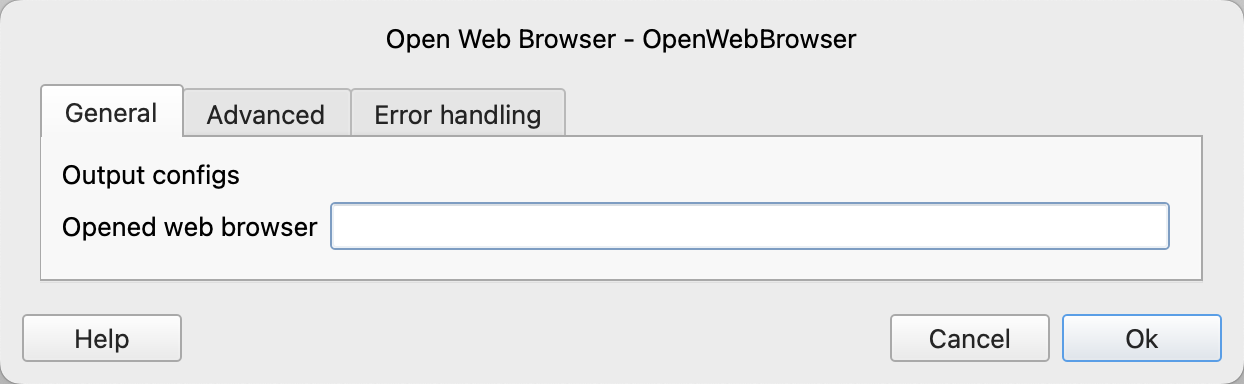 Open Web Browser - OpenWebBrowser
General Advanced Error handling
Output configs
Opened web browser
Help Cancel Ok